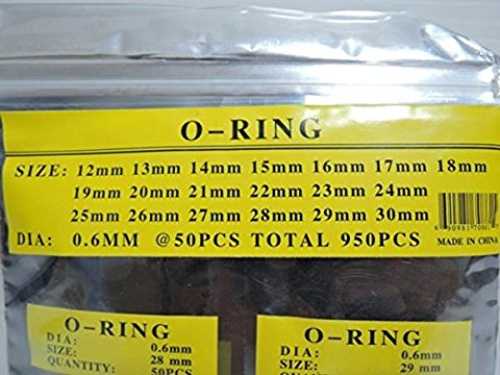 O-RING
SIZE: 12mm 13mm 14mm 15mm 16mm 17mm 18mm
19mm 20mm 21mm 22mm 23mm 24mm
25mm 26mm 27mm 28mm 29mm 30mm
DIA: 0.6MM @50PCS TOTAL 950PCS
MADE IN CHINA
O-RING
DIA: 0.6mm
SIZE: 28 mm
QUANTITY: 50PCS
O-RING
DIA: 0.6mm
SIZE: 29 mm